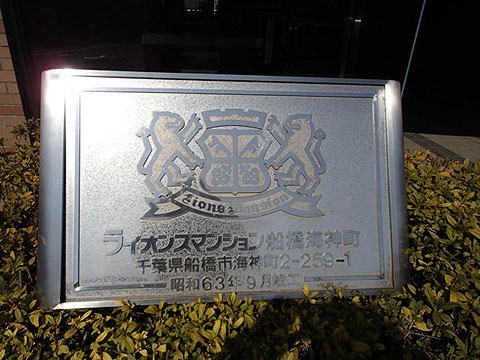 Lions Mansion
ライオンズマンション船橋海神町
千葉県船橋市海神町2-259-1
昭和63年9月竣工